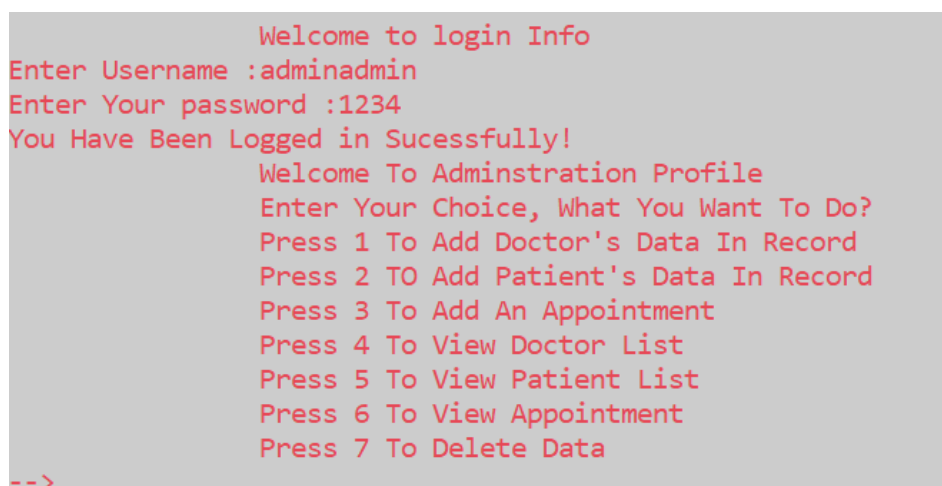 Welcome to login Info
Enter Username :adminadmin
Enter Your password :1234
You Have Been Logged in Sucessfully!
Welcome To Adminstration Profile
Enter Your Choice, What You Want To Do?
Press 1 To Add Doctor's Data In Record
Press 2 TO Add Patient's Data In Record
Press 3 To Add An Appointment
Press 4 To View Doctor List
Press 5 To View Patient List
Press 6 To View Appointment
Press 7 To Delete Data
-->